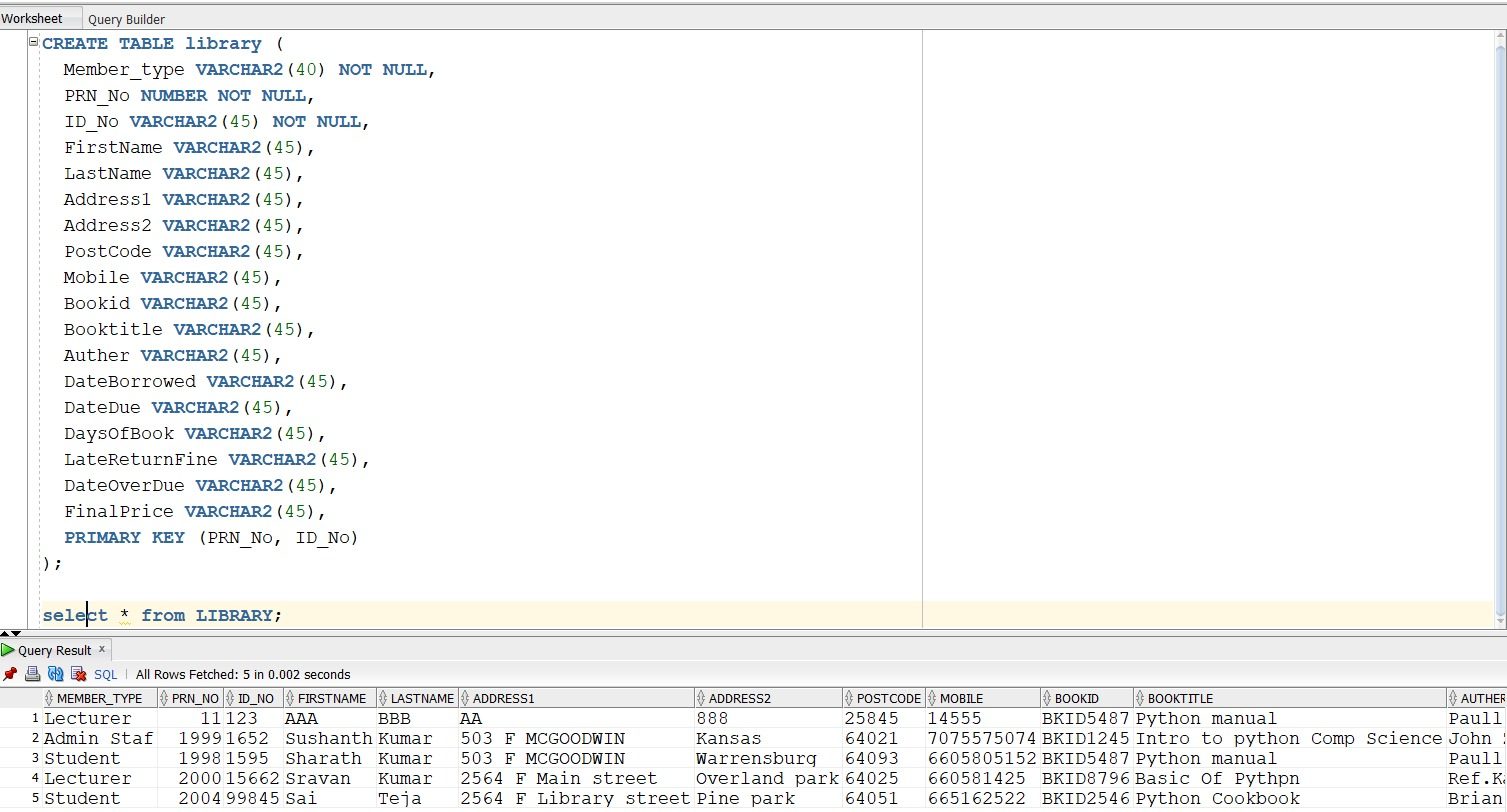 Worksheet Query Builder
CREATE TABLE library (
Member_type VARCHAR2(40) NOT NULL,
PRN_No NUMBER NOT NULL,
ID_No VARCHAR2(45) NOT NULL,
FirstName VARCHAR2(45),
LastName VARCHAR2(45),
Address1 VARCHAR2(45),
Address2 VARCHAR2(45),
PostCode VARCHAR2(45),
Mobile VARCHAR2(45),
Bookid VARCHAR2(45),
Booktitle VARCHAR2(45),
Auther VARCHAR2(45),
DateBorrowed VARCHAR2(45),
DateDue VARCHAR2(45),
DaysOfBook VARCHAR2(45),
LateReturnFine VARCHAR2(45),
DateOverDue VARCHAR2(45),
FinalPrice VARCHAR2(45),
PRIMARY KEY (PRN_No, ID_No)
);
select * from LIBRARY;
Query Result x
SQL | All Rows Fetched: 5 in 0.002 seconds
MEMBER_TYPE PRN_NO ID_NO FIRSTNAME LASTNAME ADDRESS1 ADDRESS2 POSTCODE MOBILE BOOKID BOOKTITLE AUTHER
1 Lecturer 11 123 AAA BBB AA 888 25845 14555 BKID5487 Python manual Paull
2 Admin Staf 1999 1652 Sushanth Kumar 503 F MCGOODWIN Kansas 64021 7075575074 BKID1245 Intro to python Comp Science John
3 Student 1998 1595 Sharath Kumar 503 F MCGOODWIN Warrensburg 64093 6605805152 BKID5487 Python manual Paull
4 Lecturer 2000 15662 Sravan Kumar 2564 F Main street Overland park 64025 660581425 BKID8796 Basic Of Pythpn Ref.Ka
5 Student 2004 99845 Sai Teja 2564 F Library street Pine park 64051 665162522 BKID2546 Python Cookbook Brian